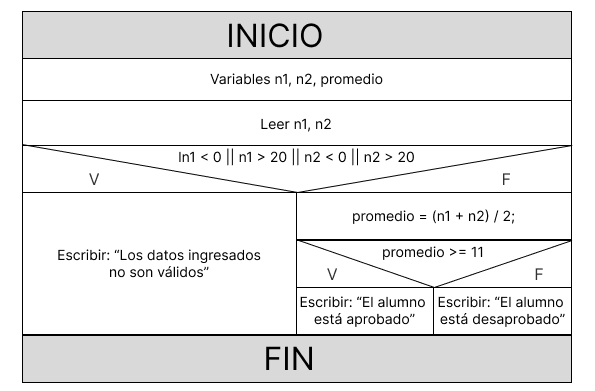 INICIO
Variables n1, n2, promedio
Leer n1, n2
ln1 < 0 || n1 > 20 || n2 < 0 || n2 > 20
V
F
promedio = (n1 + n2) / 2;
Escribir: “Los datos ingresados
no son válidos”
promedio >= 11
V
F
Escribir: “El alumno
está aprobado”
Escribir: “El alumno
está desaprobado”
FIN